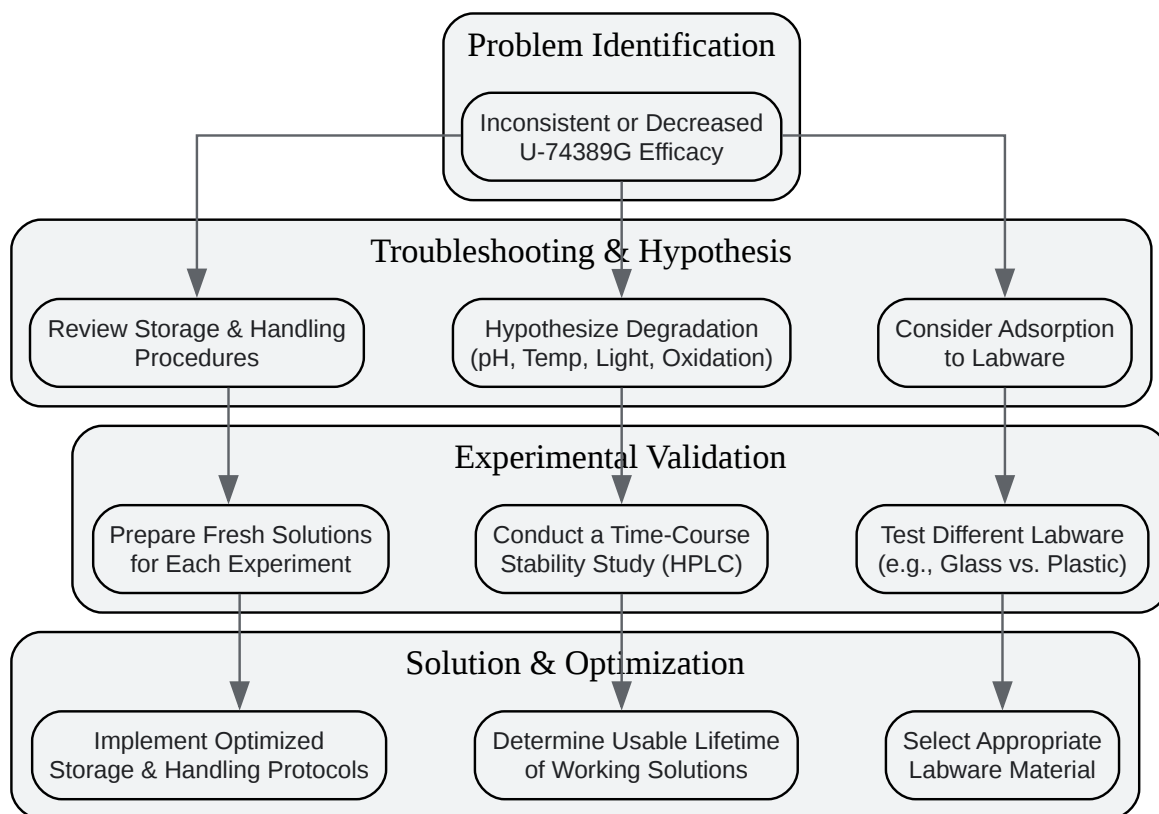 Problem Identification
Inconsistent or Decreased
U-74389G Efficacy
Troubleshooting & Hypothesis
Review Storage & Handling
Procedures
Hypothesize Degradation
(pH, Temp, Light, Oxidation)
Consider Adsorption
to Labware
Experimental Validation
Prepare Fresh Solutions
for Each Experiment
Conduct a Time-Course
Stability Study (HPLC)
Test Different Labware
(e.g., Glass vs. Plastic)
Solution & Optimization
Implement Optimized
Storage & Handling Protocols
Determine Usable Lifetime
of Working Solutions
Select Appropriate
Labware Material